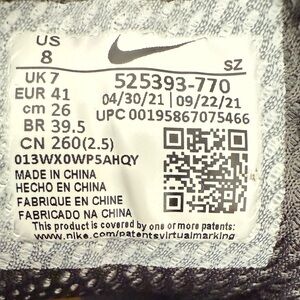 US
8
SZ
UK 7
525393-770
EUR 41
04/30/21 09/22/21
cm 26
UPC 00195867075466
BR 39.5
CN 260(2.5)
013WX0WP5AHQY
MADE IN CHINA
HECHO EN CHINA
FABRIQUE EN CHINE
FABRICADO NA CHINA
This product is covered by one or more patents:
www.nike.com/patentsvirtualmarking